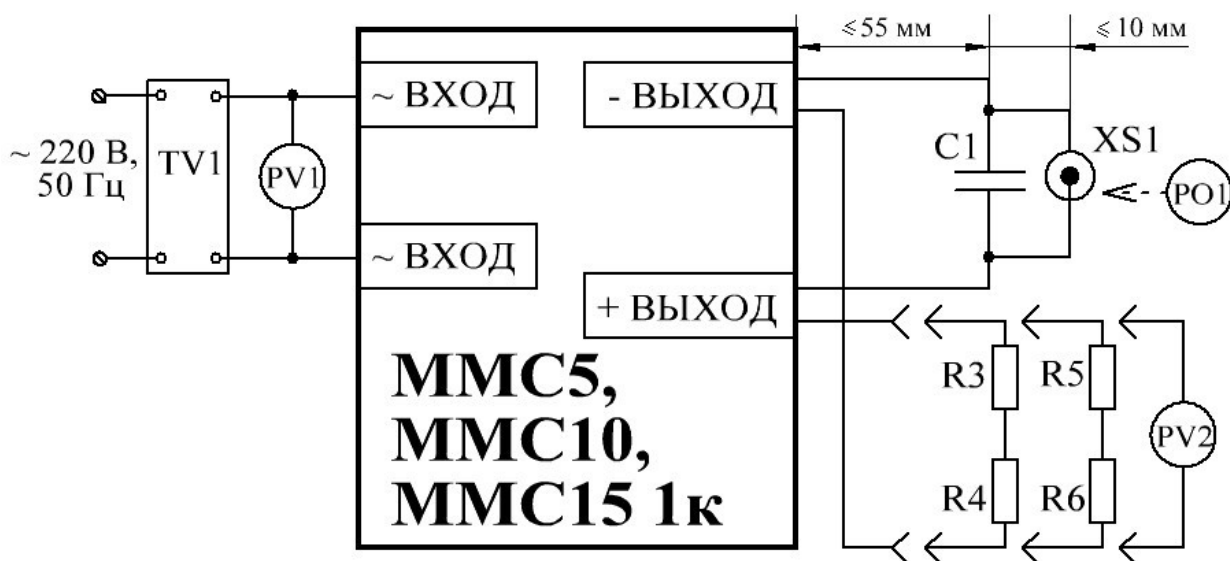 ⩽55 мм
⩽ 10 мм
~ ВХОД
- ВЫХОД
C1
XS1
PO1
~ 220 В,
50 Гц
TV1
PV1
~ ВХОД
+ ВЫХОД
ММС5,
ММС10,
ММС15 1к
R3
R5
PV2
R4
R6